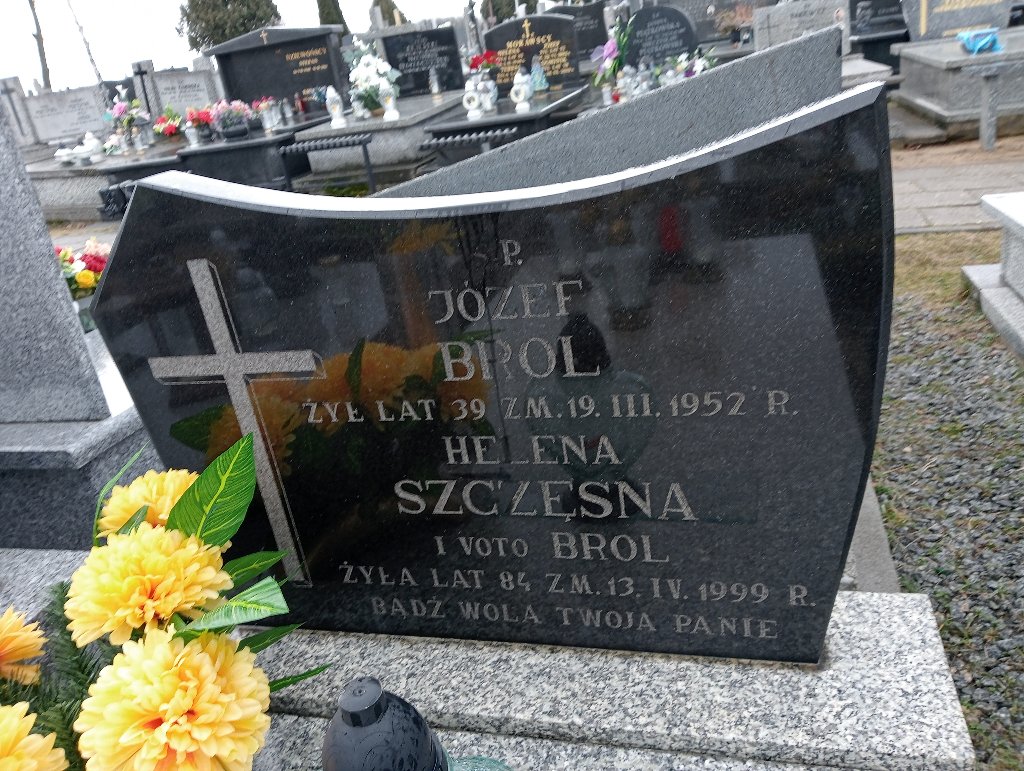 Ś. P.
JÓZEF
BROL
ŻYŁ LAT 39 ZM. 19. III. 1952 R.
HELENA
SZCZĘSNA
I VOTO BROL
ŻYŁA LAT 84 ZM. 13. IV. 1999 R.
BĄDŹ WOLA TWOJA PANIE